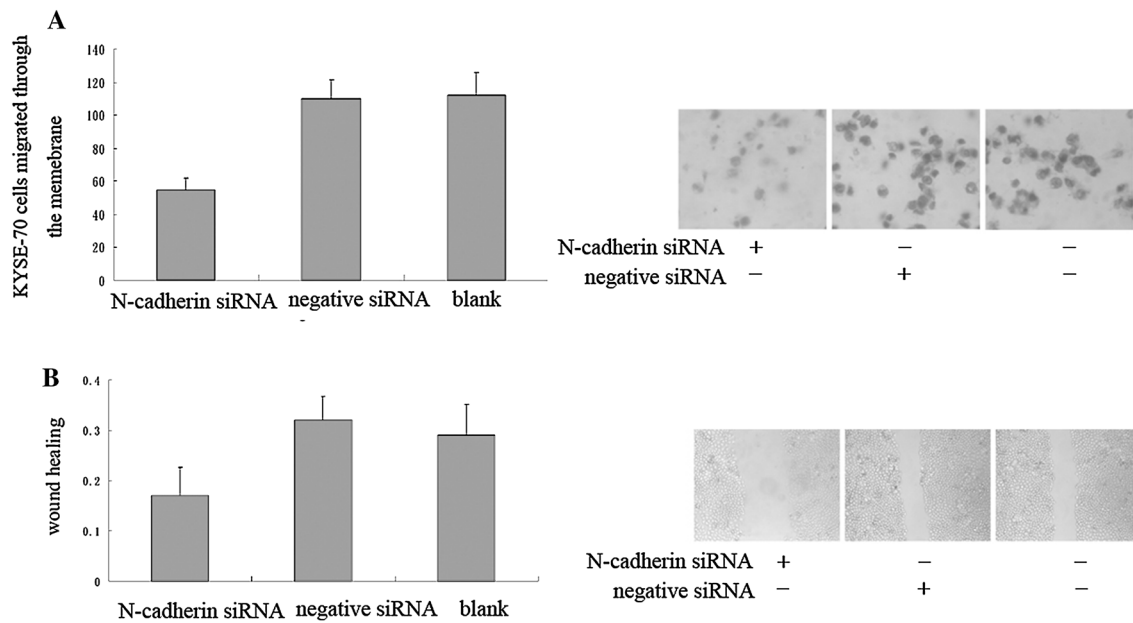 A
KYSE-70 cells migrated through
the memebrane
140
120
100
80
60
40
20
0
N-cadherin siRNA negative siRNA blank
N-cadherin siRNA + − −
negative siRNA − + −
B
wound healing
0.4
0.3
0.2
0.1
0
N-cadherin siRNA negative siRNA blank
N-cadherin siRNA + − −
negative siRNA − + −